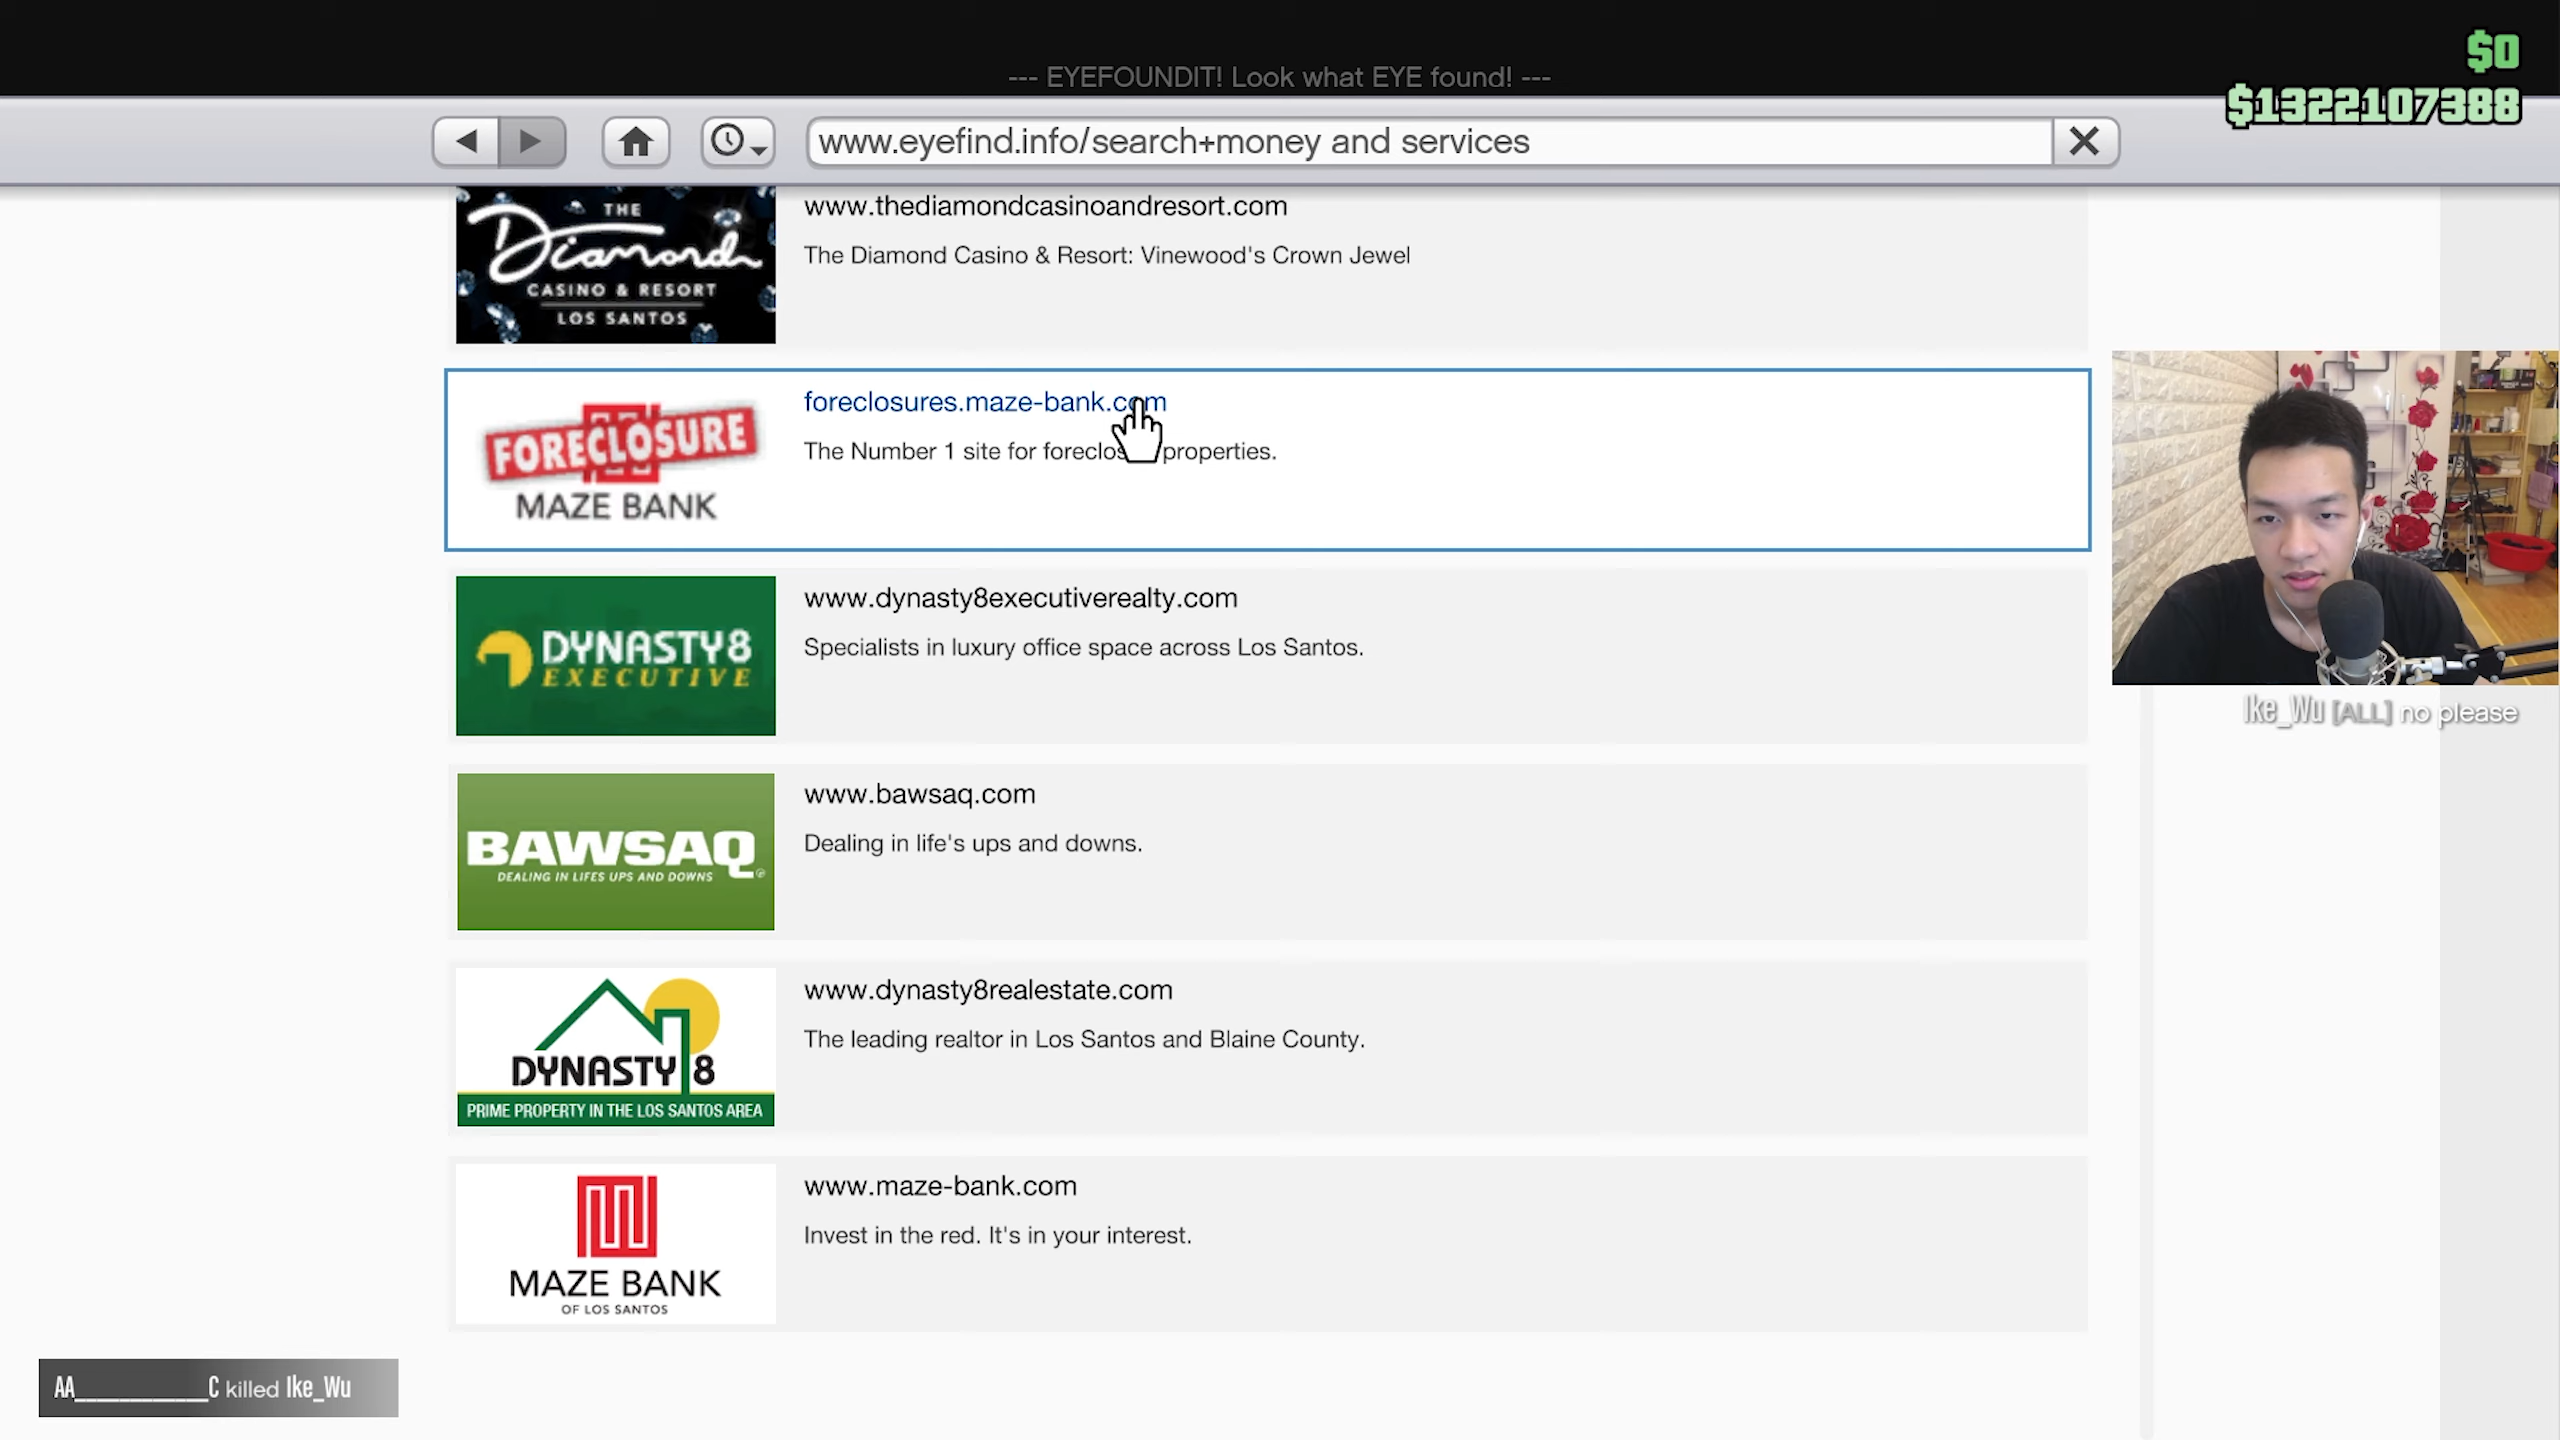 --- EYEFOUNDIT! Look what EYE found! ---
$0
$1322107388
www.eyefind.info/search+money and services
THE
Diamond
CASINO & RESORT
LOS SANTOS
www.thediamondcasinoandresort.com
The Diamond Casino & Resort: Vinewood's Crown Jewel
FORECLOSURE
MAZE BANK
foreclosures.maze-bank.com
The Number 1 site for foreclos properties.
DYNASTY 8
EXECUTIVE
www.dynasty8executiverealty.com
Specialists in luxury office space across Los Santos.
Ike_Wu [ALL] no please
BAWSAQ
DEALING IN LIFES UPS AND DOWNS
www.bawsaq.com
Dealing in life's ups and downs.
DYNASTY 8
PRIME PROPERTY IN THE LOS SANTOS AREA
www.dynasty8realestate.com
The leading realtor in Los Santos and Blaine County.
MAZE BANK
OF LOS SANTOS
www.maze-bank.com
Invest in the red. It's in your interest.
AA____________C killed Ike_Wu